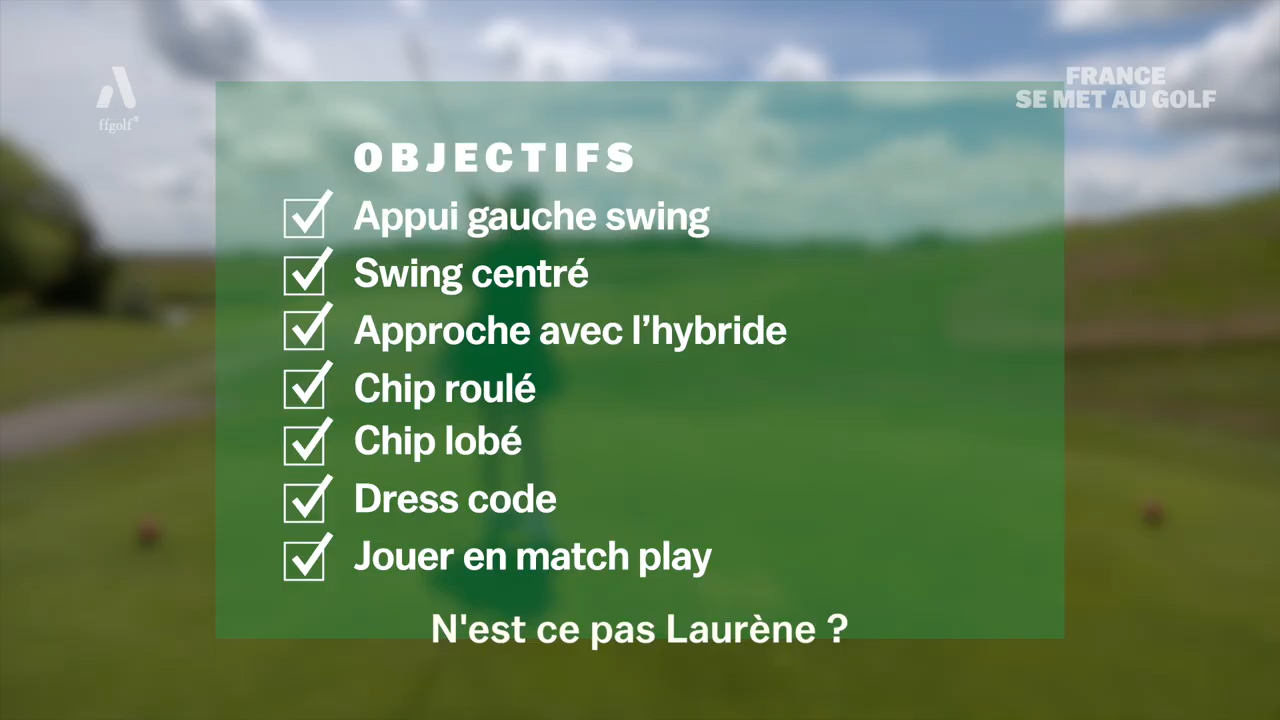 ffgolf
FRANCE
SE MET AU GOLF
OBJECTIFS
Appui gauche swing
Swing centré
Approche avec l’hybride
Chip roulé
Chip lobé
Dress code
Jouer en match play
N'est ce pas Laurène ?